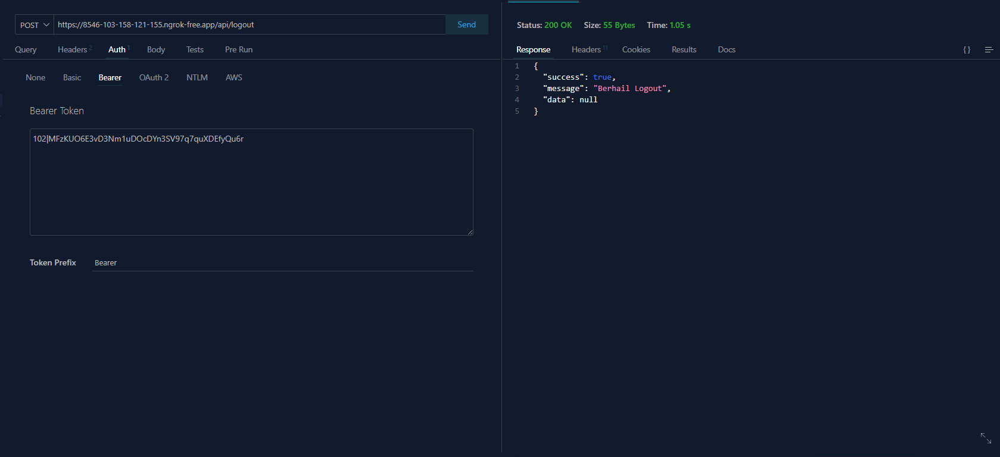 POST https://8546-103-158-121-155.ngrok-free.app/api/logout Send
Query Headers 2 Auth 1 Body Tests Pre Run
None Basic Bearer OAuth 2 NTLM AWS
Bearer Token
102|MFzKUO6E3vD3Nm1uDOcDYn3SV97q7quXDEfyQu6r
Token Prefix Bearer
Status: 200 OK Size: 55 Bytes Time: 1.05 s
Response Headers 11 Cookies Results Docs { }
1 {
2 "success": true,
3 "message": "Berhail Logout",
4 "data": null
5 }